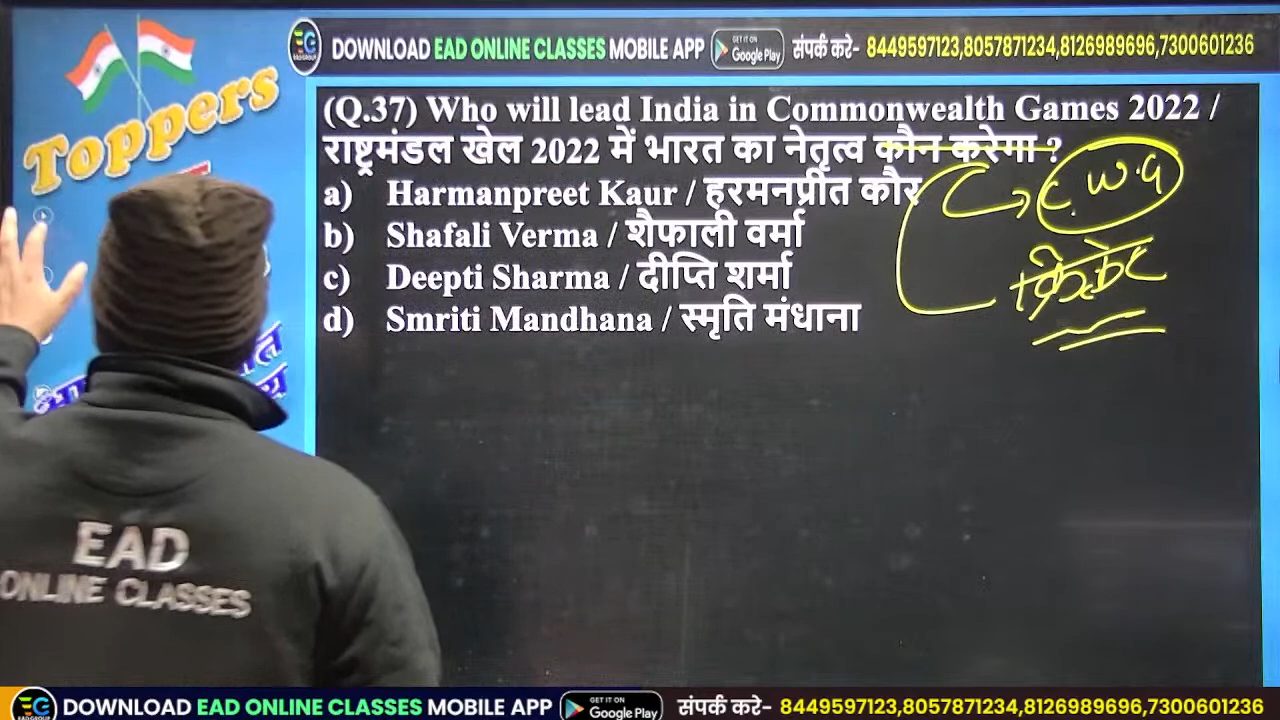 DOWNLOAD EAD ONLINE CLASSES MOBILE APP GET IT ON Google Play संपर्क करे- 8449597123,8057871234,8126989696,7300601236
Toppers
(Q.37) Who will lead India in Commonwealth Games 2022 /
राष्ट्रमंडल खेल 2022 में भारत का नेतृत्व कौन करेगा ?
a) Harmanpreet Kaur / हरमनप्रीत कौर
b) Shafali Verma / शैफाली वर्मा
c) Deepti Sharma / दीप्ति शर्मा
d) Smriti Mandhana / स्मृति मंधाना
C.W.G
क्रिकेट
EAD
ONLINE CLASSES
DOWNLOAD EAD ONLINE CLASSES MOBILE APP GET IT ON Google Play संपर्क करे- 8449597123,8057871234,8126989696,7300601236